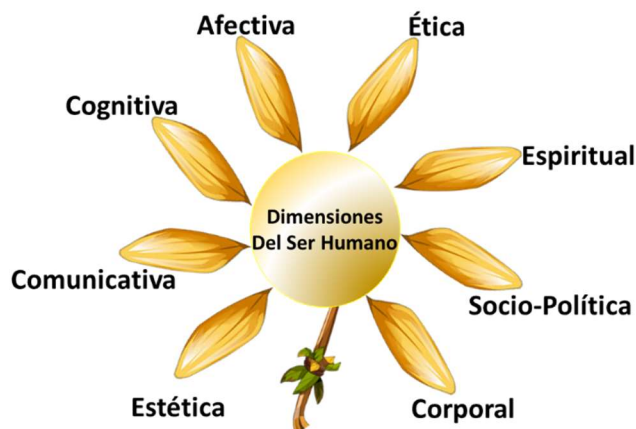 Afectiva
Ética
Cognitiva
Espiritual
Dimensiones
Del Ser Humano
Comunicativa
Socio-Política
Estética
Corporal